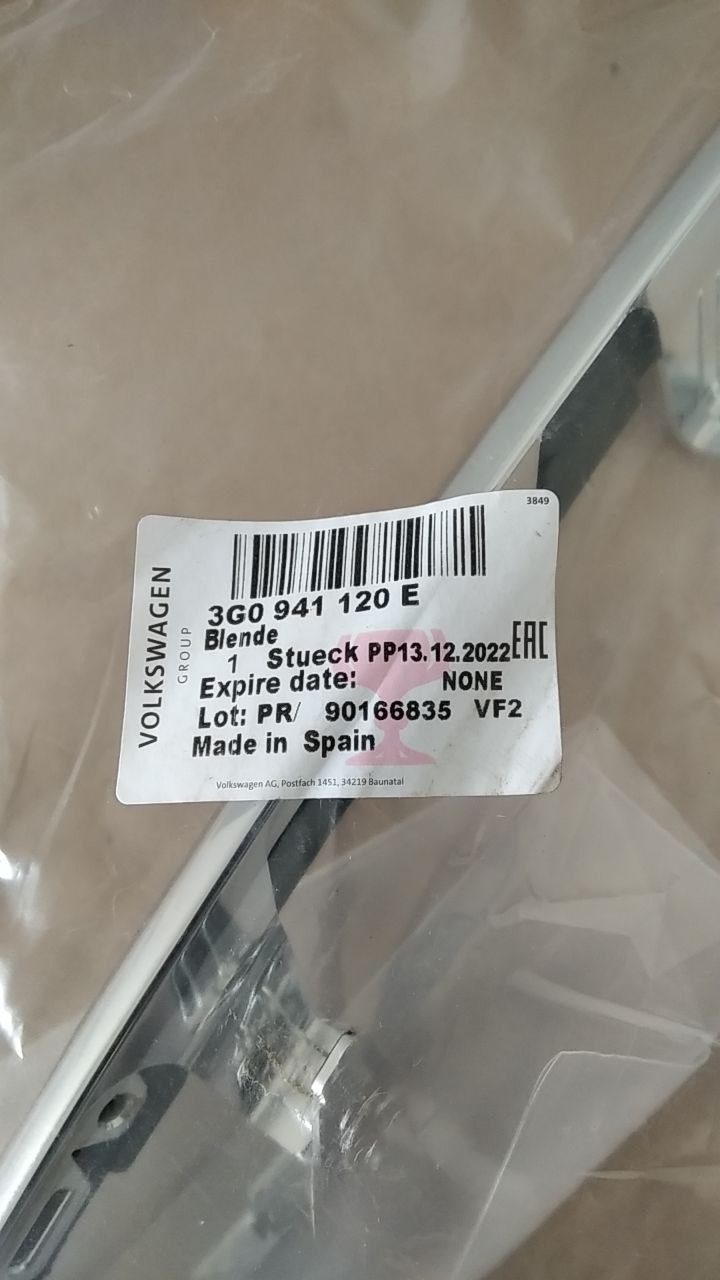 3849
VOLKSWAGEN
GROUP
3G0 941 120 E
Blende
1 Stueck PP13.12.2022 EAC
Expire date: NONE
Lot: PR/ 90166835 VF2
Made in Spain
Volkswagen AG, Postfach 1451, 34219 Baunatal